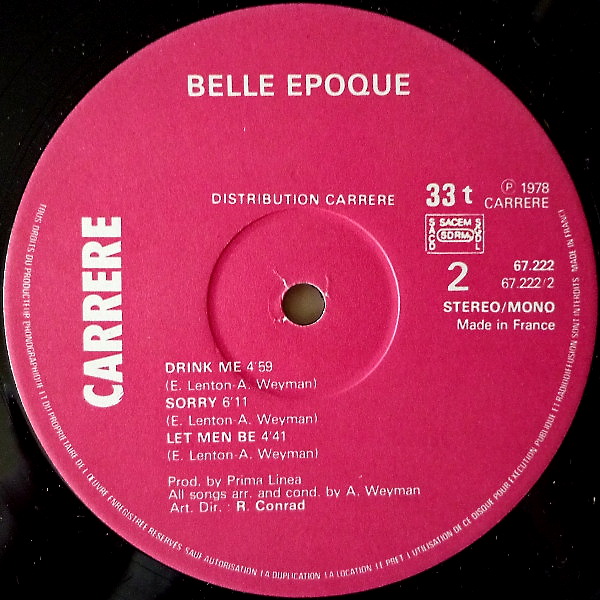 BELLE EPOQUE
DISTRIBUTION CARRERE
33 t
℗ 1978
CARRERE
SACEM
SACD
SDRM
SGDL
2
67.222
67.222/2
STEREO/MONO
Made in France
CARRERE
DRINK ME 4'59
(E. Lenton-A. Weyman)
SORRY 6'11
(E. Lenton-A. Weyman)
LET MEN BE 4'41
(E. Lenton-A. Weyman)
Prod. by Prima Linea
All songs arr. and cond. by A. Weyman
Art. Dir. : R. Conrad
TOUS DROITS DU PRODUCTEUR PHONOGRAPHIQUE ET DU PROPRIETAIRE DE L'ŒUVRE ENREGISTREE RESERVES SAUF AUTORISATION LA DUPLICATION LA LOCATION LE PRET L'UTILISATION DE CE DISQUE POUR EXECUTION PUBLIQUE ET RADIODIFFUSION SONT INTERDITS MADE IN FRANCE